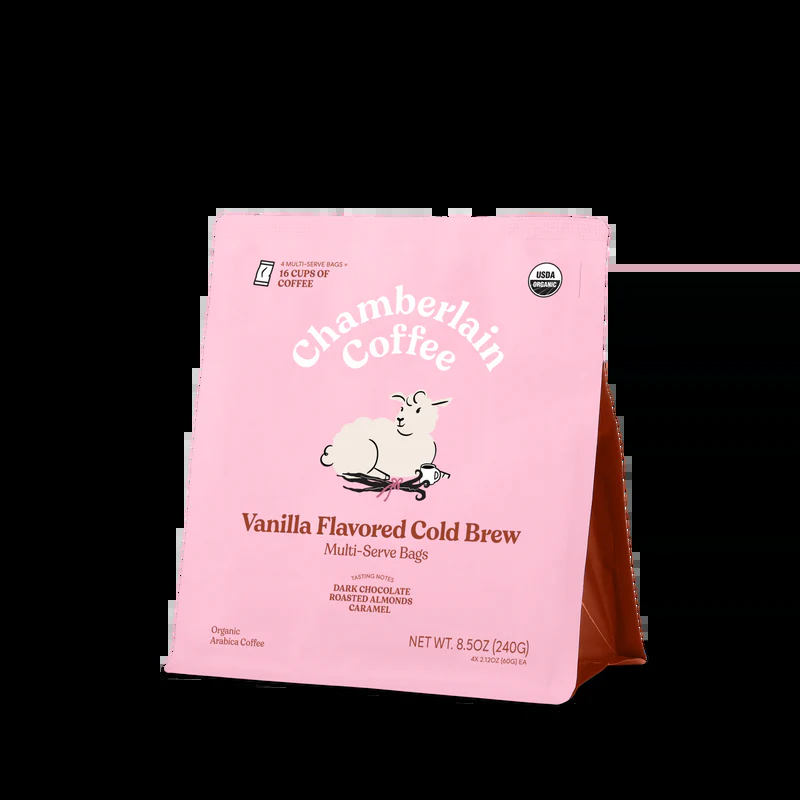 4 MULTI-SERVE BAGS =
16 CUPS OF
COFFEE
USDA
ORGANIC
Chamberlain
Coffee
Vanilla Flavored Cold Brew
Multi-Serve Bags
TASTING NOTES
DARK CHOCOLATE
ROASTED ALMONDS
CARAMEL
Organic
Arabica Coffee
NET WT. 8.5OZ (240G)
4X 2.12OZ (60G) EA